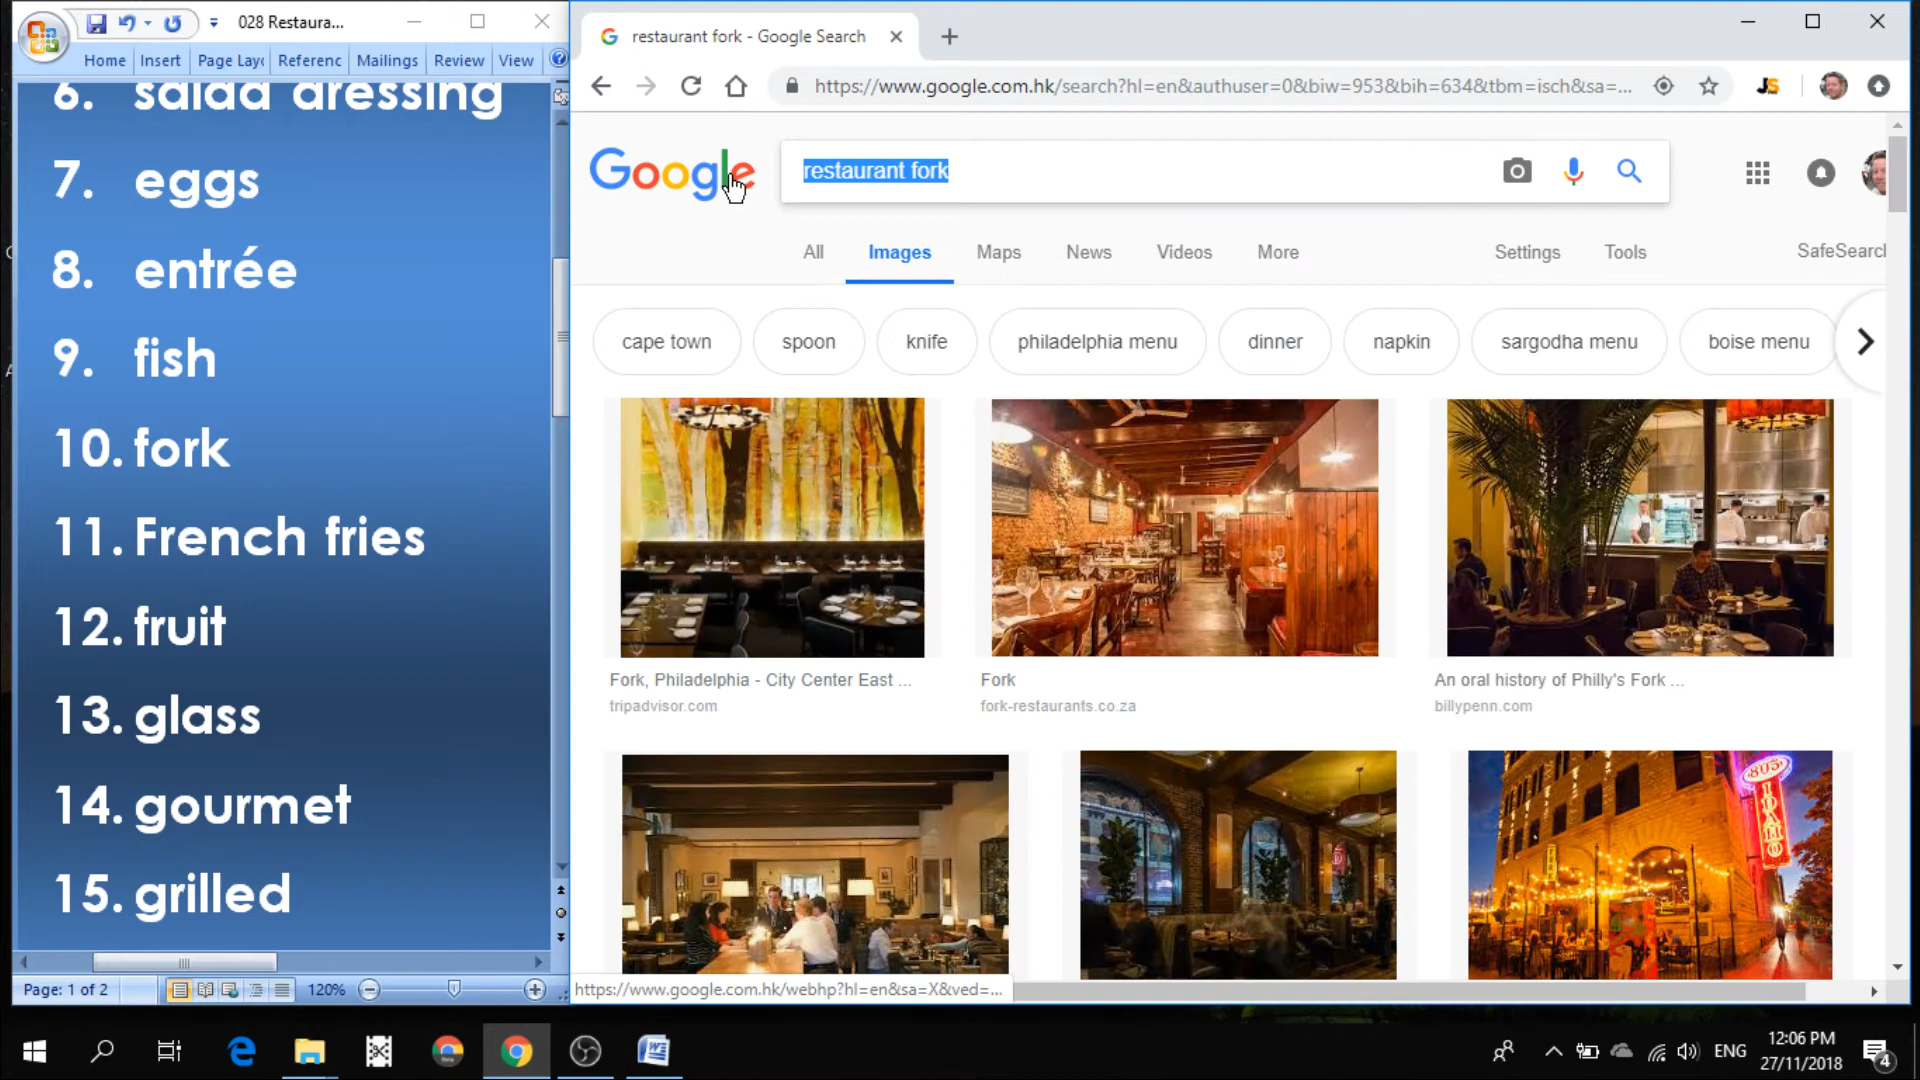 028 Restaura...
Home Insert Page Layc Referenc Mailings Review View
6. salad dressing
7. eggs
8. entrée
9. fish
10. fork
11. French fries
12. fruit
13. glass
14. gourmet
15. grilled
Page: 1 of 2 120%
restaurant fork - Google Search
https://www.google.com.hk/search?hl=en&authuser=0&biw=953&bih=634&tbm=isch&sa=...
JS
Google restaurant fork
All Images Maps News Videos More Settings Tools SafeSearch
cape town spoon knife philadelphia menu dinner napkin sargodha menu boise menu
Fork, Philadelphia - City Center East ...
tripadvisor.com
Fork
fork-restaurants.co.za
An oral history of Philly's Fork ...
billypenn.com
805
IDAHO
https://www.google.com.hk/webhp?hl=en&sa=X&ved=...
ENG
12:06 PM
27/11/2018
4